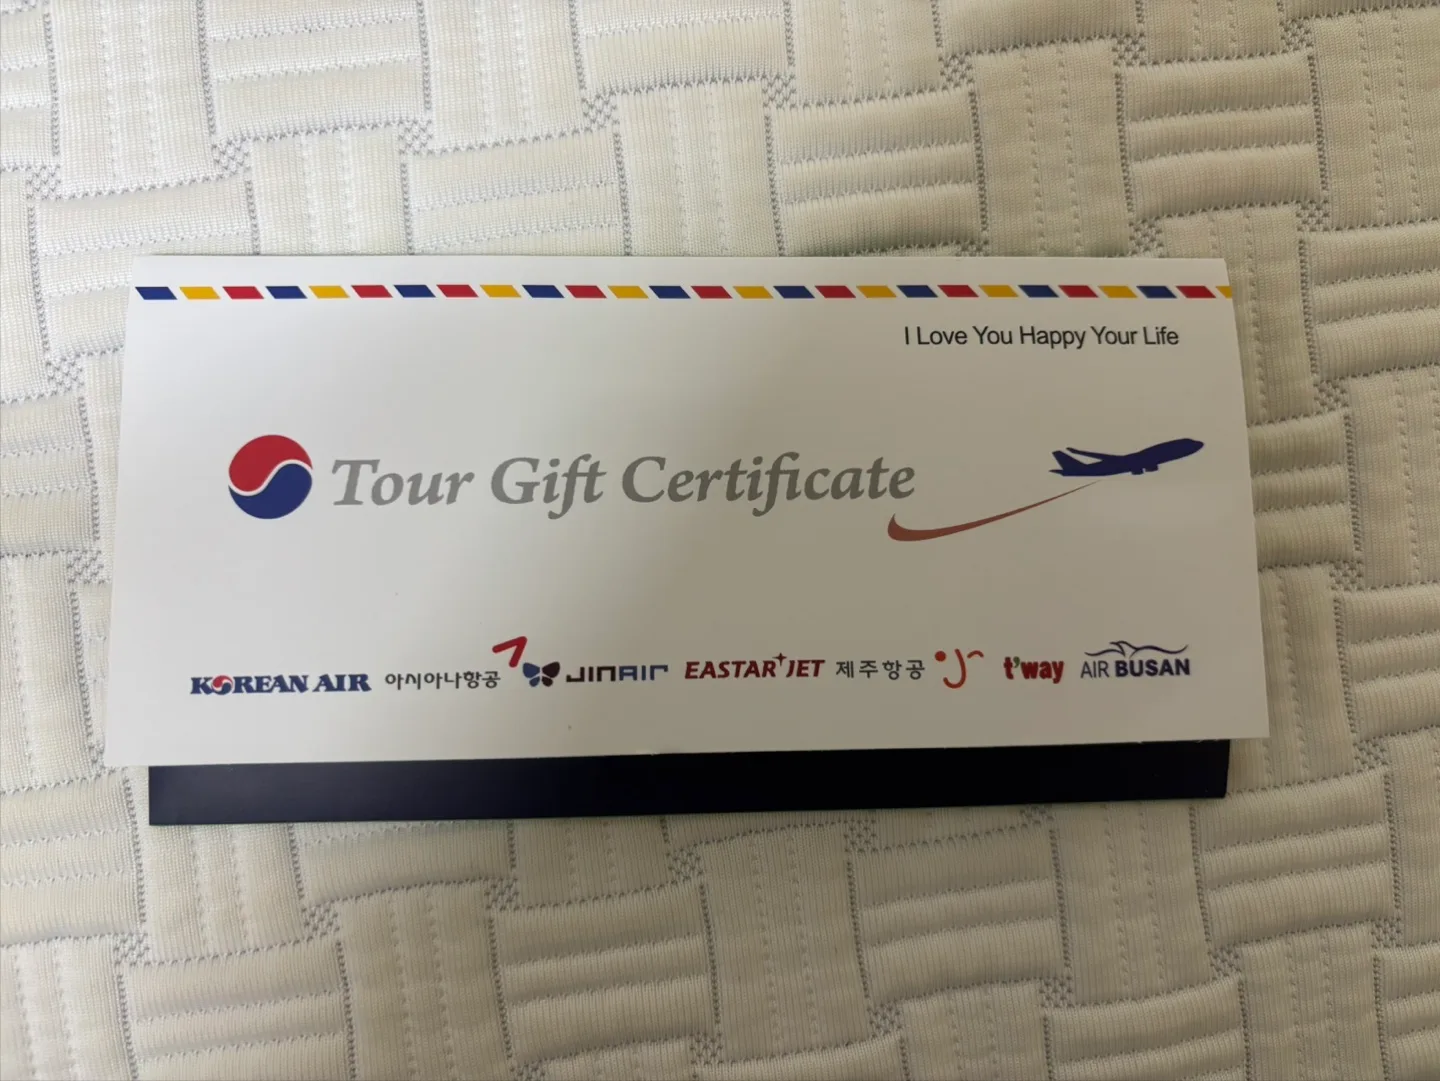 I Love You Happy Your Life
Tour Gift Certificate
KOREAN AIR 아시아나항공 JINAIR EASTAR JET 제주항공 t'way AIR BUSAN